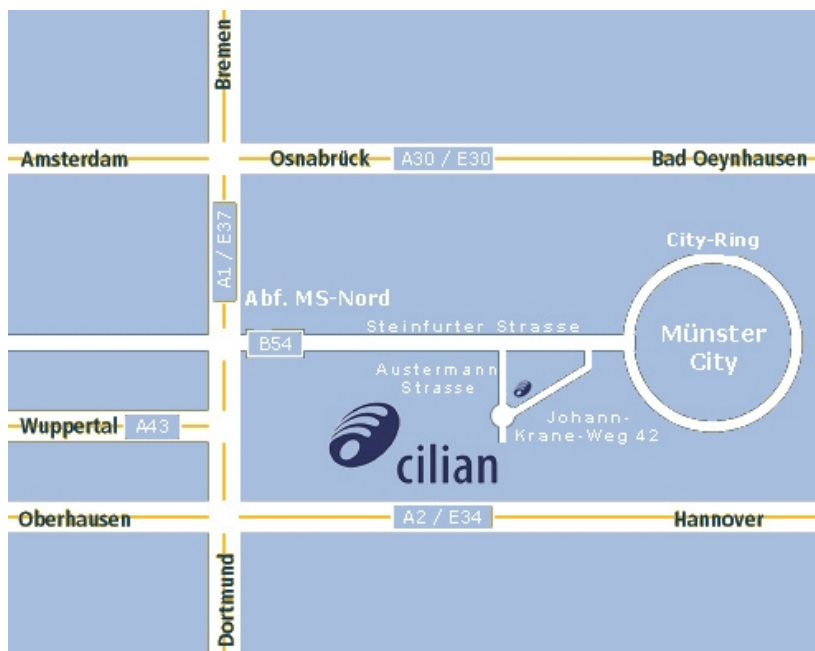 Bremen
Amsterdam
Osnabrück
A30 / E30
Bad Oeynhausen
A1 / E37
City-Ring
Abf. MS-Nord
Steinfurter Strasse
B54
Münster
City
Austermann
Strasse
Johann-
Krane-Weg 42
Wuppertal
A43
cilian
Oberhausen
A2 / E34
Hannover
Dortmund